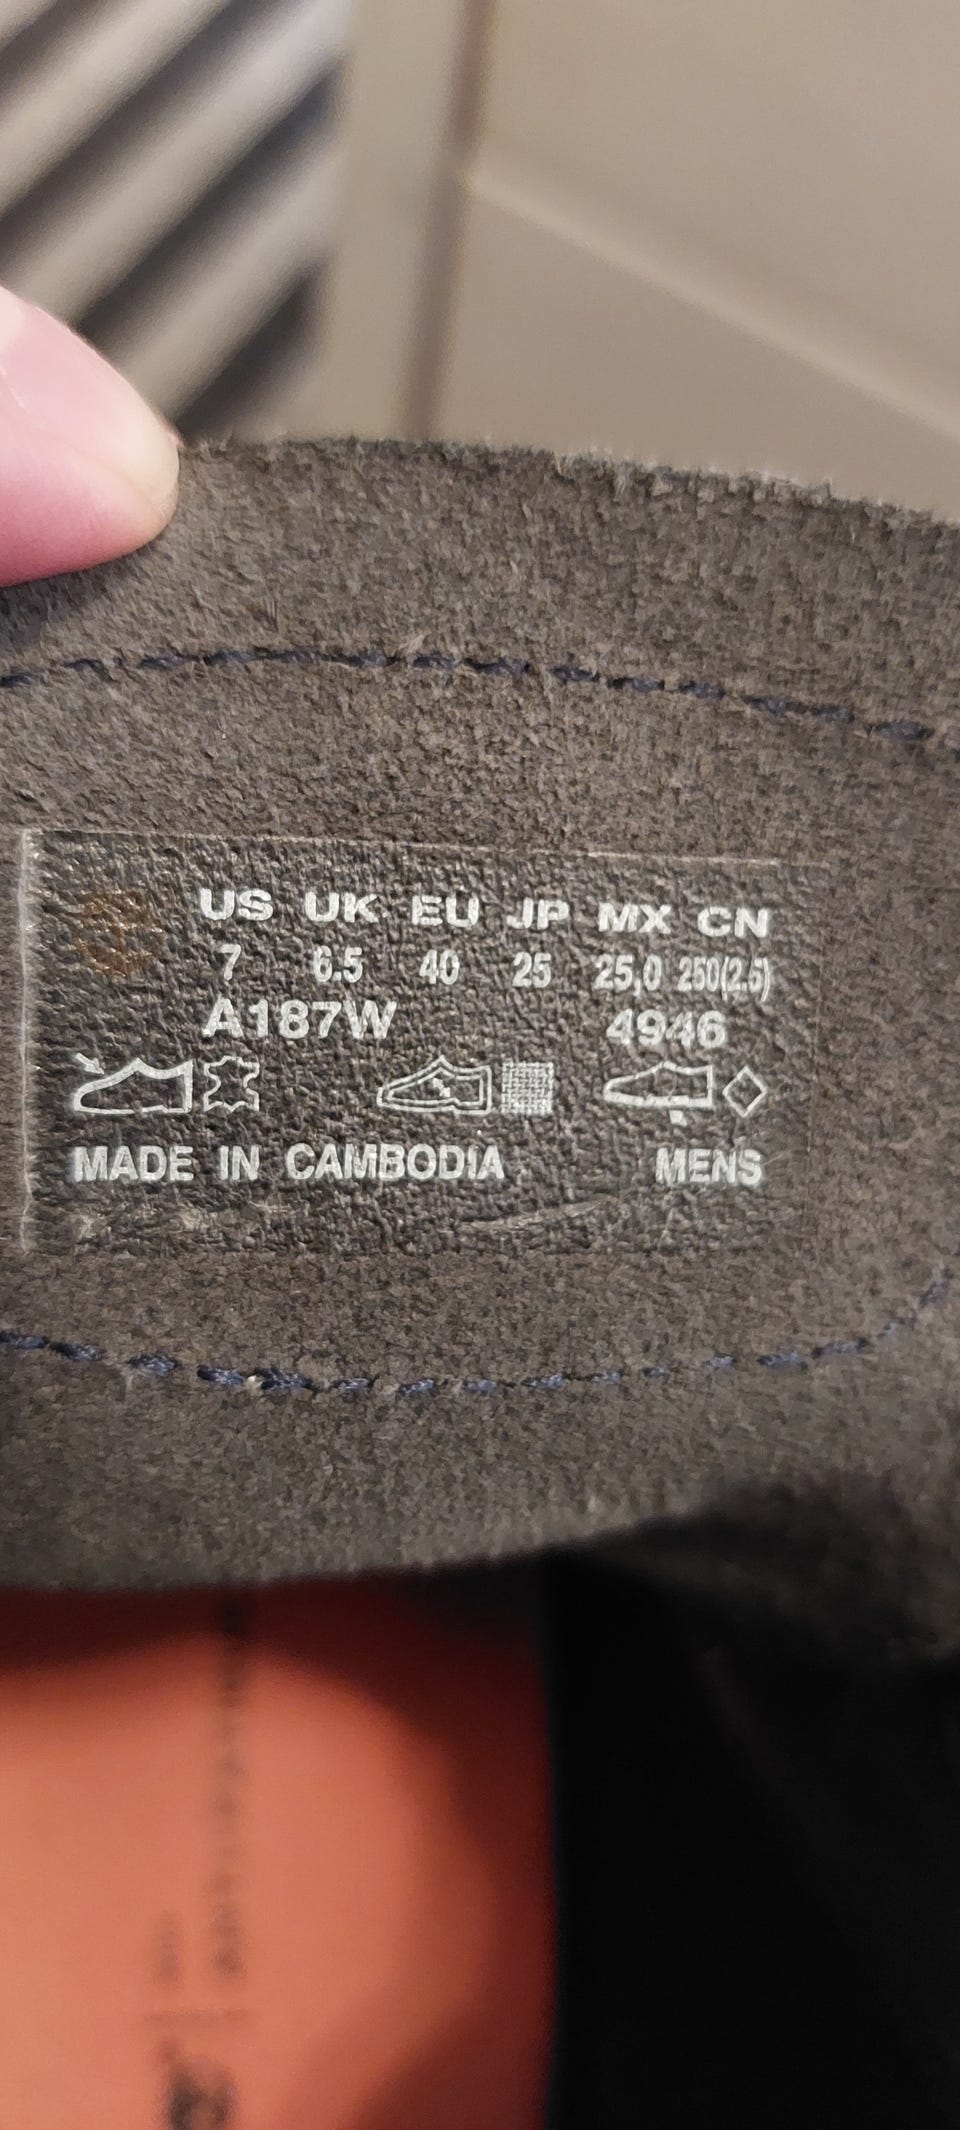 US UK EU JP MX CN
7 6.5 40 25 25,0 250(2.5)
A187W 4946
MADE IN CAMBODIA MENS